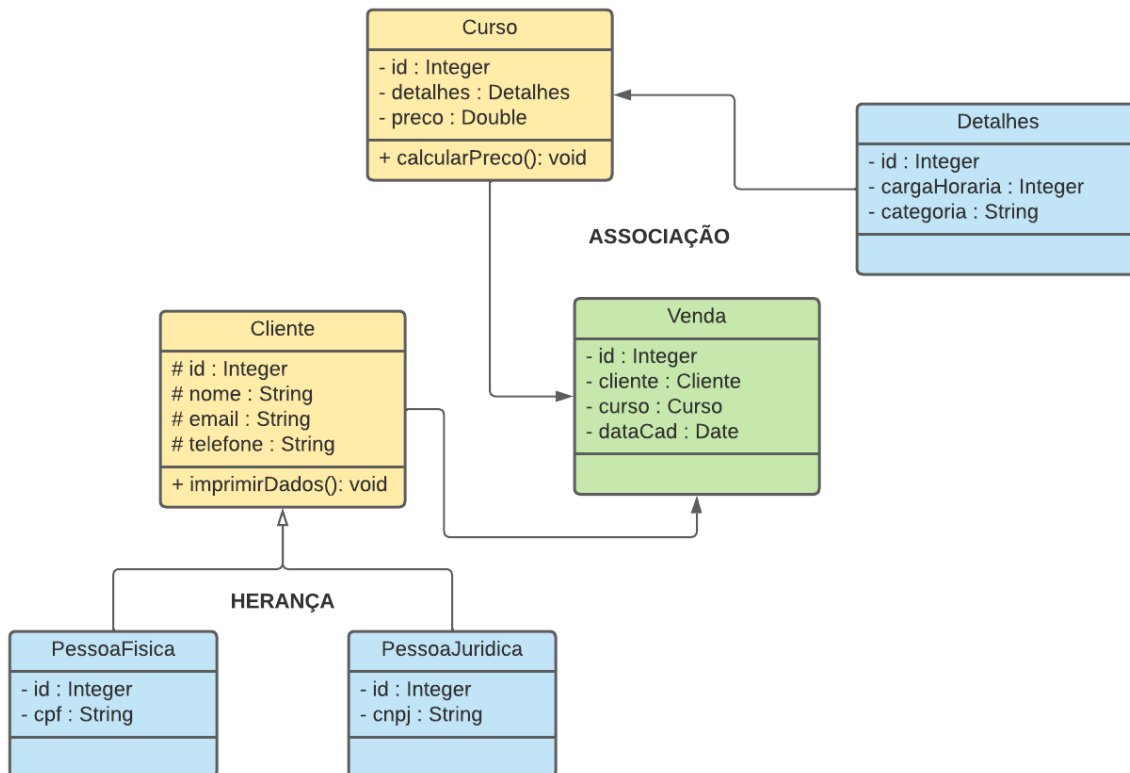 Curso
- id : Integer
- detalhes : Detalhes
- preco : Double
+ calcularPreco(): void
Detalhes
- id : Integer
- cargaHoraria : Integer
- categoria : String
ASSOCIAÇÃO
Cliente
# id : Integer
# nome : String
# email : String
# telefone : String
+ imprimirDados(): void
Venda
- id : Integer
- cliente : Cliente
- curso : Curso
- dataCad : Date
HERANÇA
PessoaFisica
- id : Integer
- cpf : String
PessoaJuridica
- id : Integer
- cnpj : String